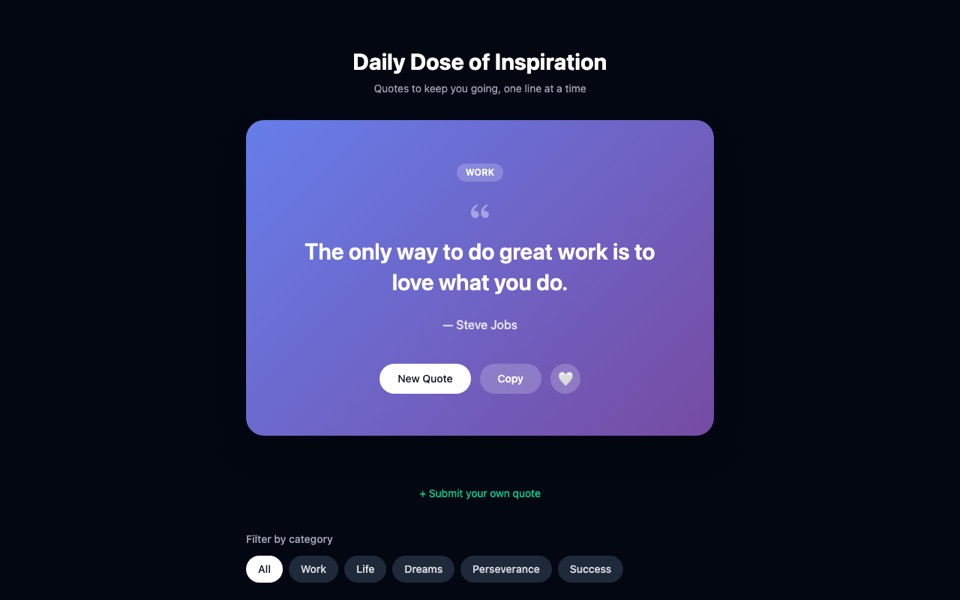 Daily Dose of Inspiration
Quotes to keep you going, one line at a time
WORK
“
The only way to do great work is to
love what you do.
— Steve Jobs
New Quote Copy 🤍
+ Submit your own quote
Filter by category
All Work Life Dreams Perseverance Success